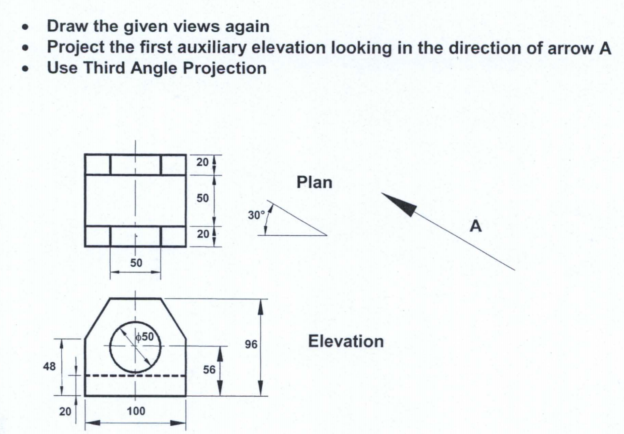 • Draw the given views again
• Project the first auxiliary elevation looking in the direction of arrow A
• Use Third Angle Projection
20
Plan
50
30°
A
20
50
ϕ50
96
Elevation
48
56
20
100